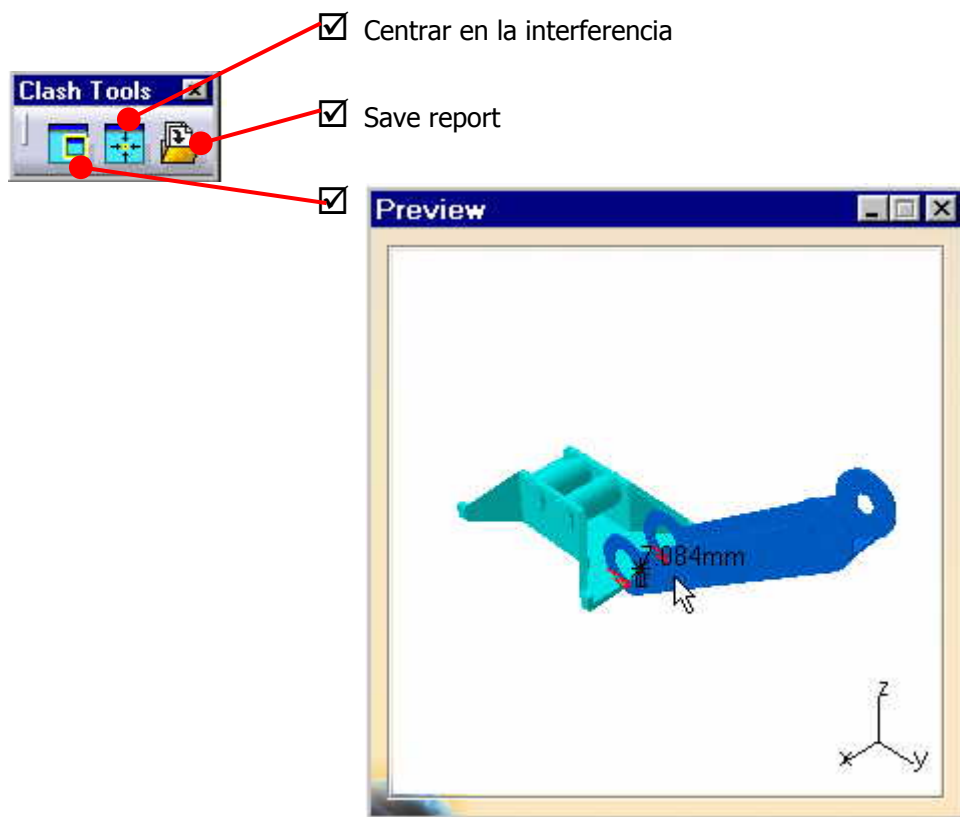 Centrar en la interferencia
Clash Tools
Save report
Preview
7.084mm
z
x
y